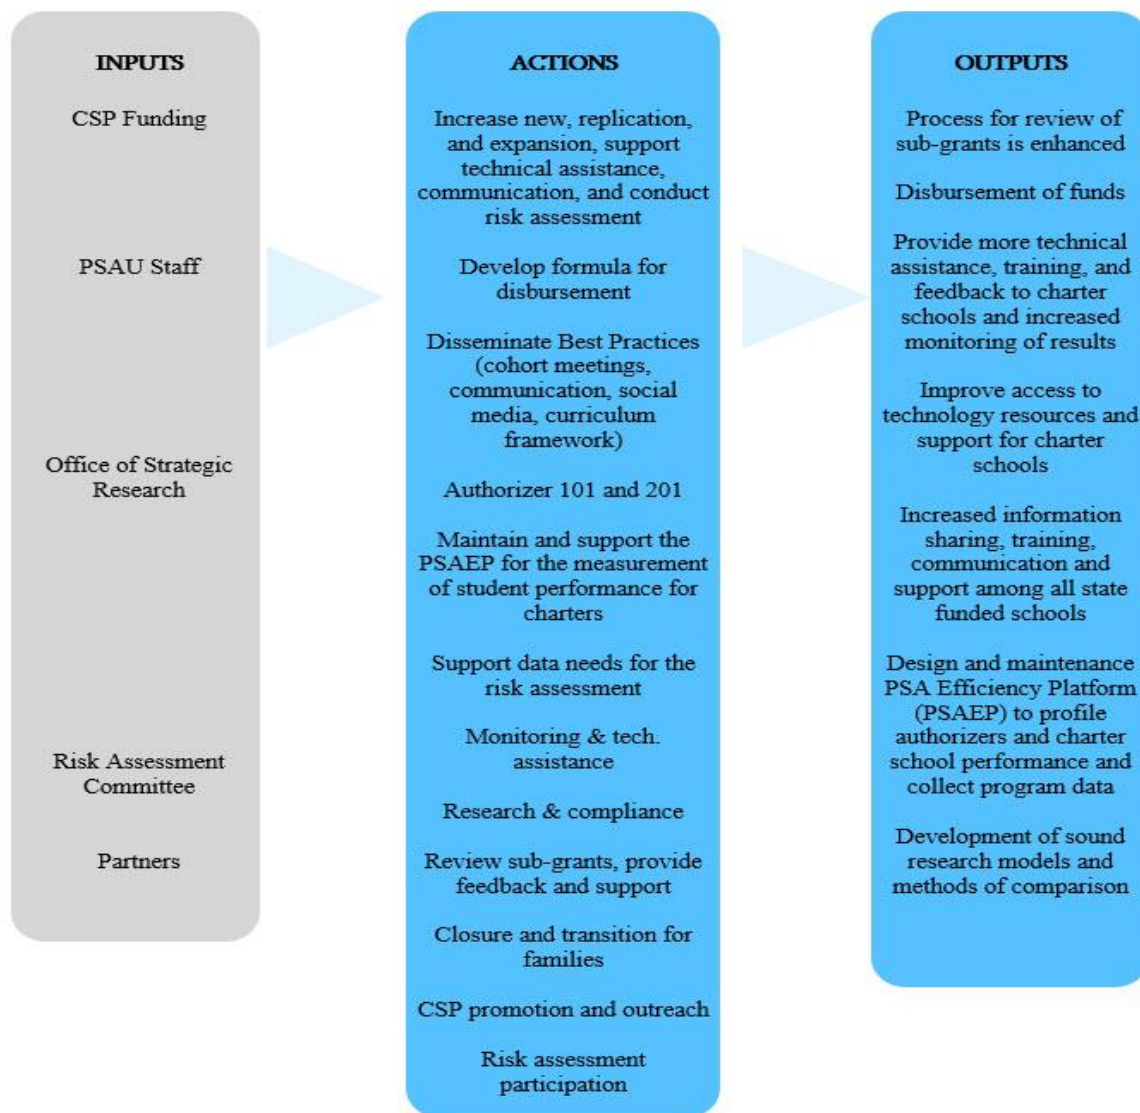 INPUTS
CSP Funding
PSAU Staff
Office of Strategic
Research
Risk Assessment
Committee
Partners
ACTIONS
Increase new, replication,
and expansion, support
technical assistance,
communication, and conduct
risk assessment
Develop formula for
disbursement
Disseminate Best Practices
(cohort meetings,
communication, social
media, curriculum
framework)
Authorizer 101 and 201
Maintain and support the
PSAEP for the measurement
of student performance for
charters
Support data needs for the
risk assessment
Monitoring & tech.
assistance
Research & compliance
Review sub-grants, provide
feedback and support
Closure and transition for
families
CSP promotion and outreach
Risk assessment
participation
OUTPUTS
Process for review of
sub-grants is enhanced
Disbursement of funds
Provide more technical
assistance, training, and
feedback to charter
schools and increased
monitoring of results
Improve access to
technology resources and
support for charter
schools
Increased information
sharing, training,
communication and
support among all state
funded schools
Design and maintenance
PSA Efficiency Platform
(PSAEP) to profile
authorizers and charter
school performance and
collect program data
Development of sound
research models and
methods of comparison